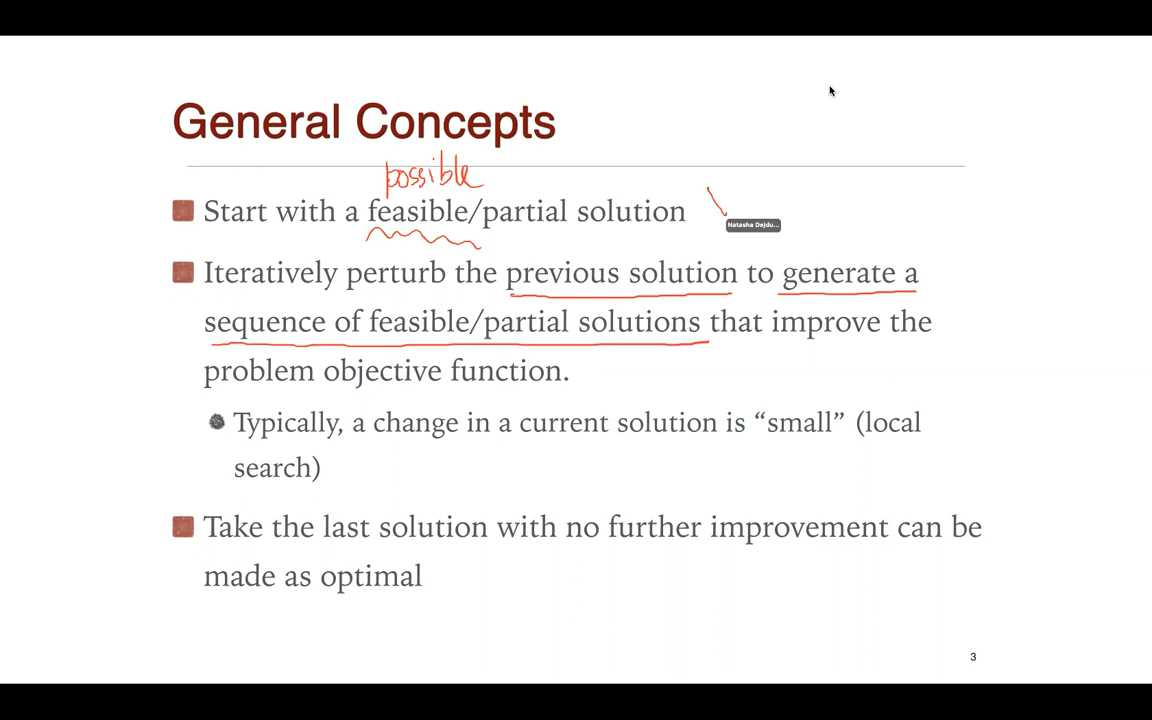 General Concepts
possible
Start with a feasible/partial solution
Natasha Dejdu...
Iteratively perturb the previous solution to generate a
sequence of feasible/partial solutions that improve the
problem objective function.
Typically, a change in a current solution is “small” (local
search)
Take the last solution with no further improvement can be
made as optimal
3